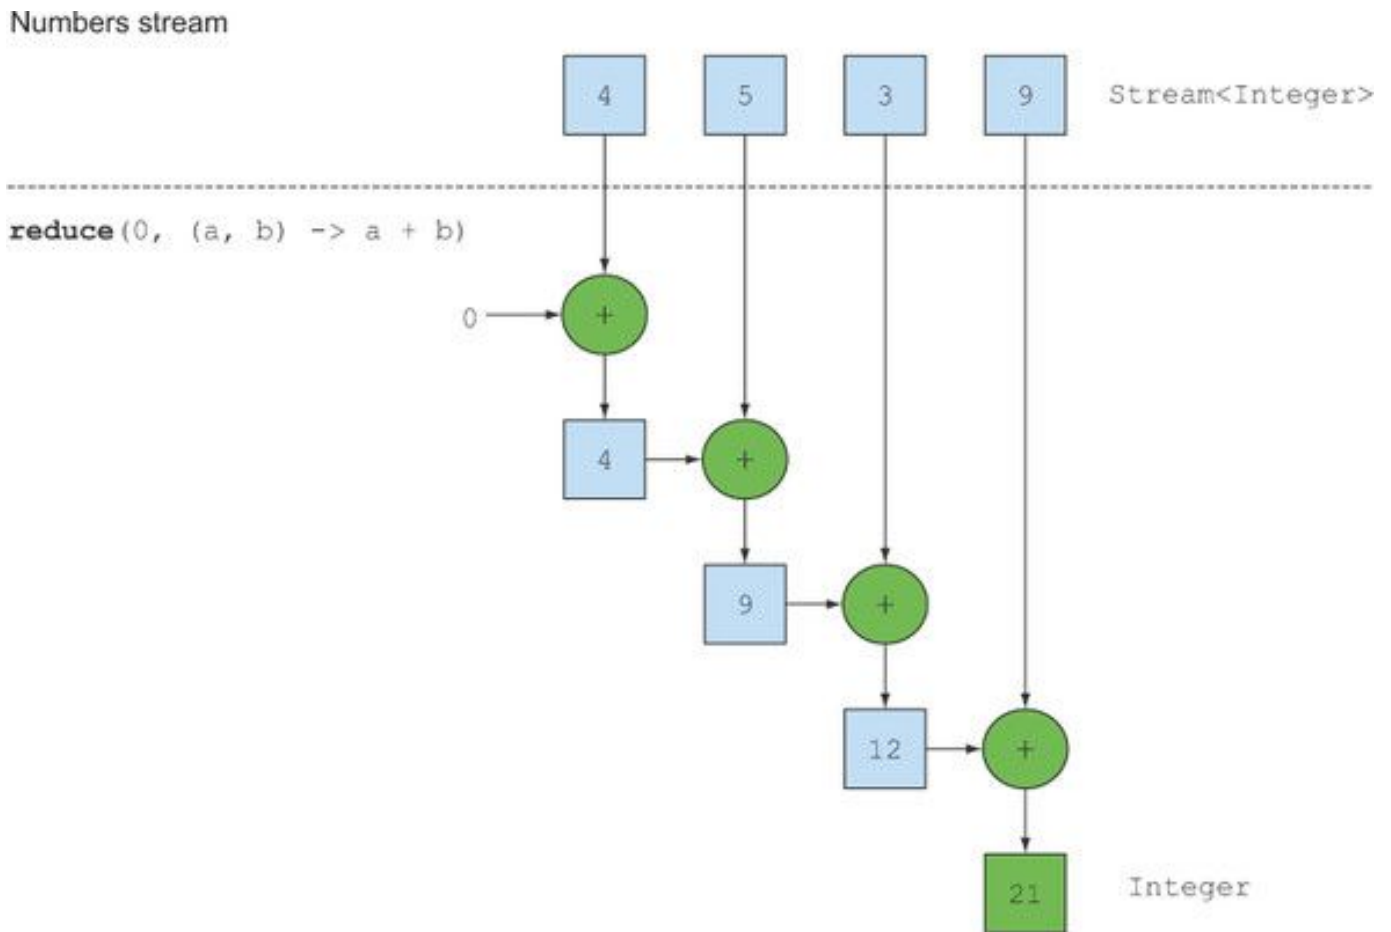 Numbers stream
4 5 3 9 Stream<Integer>
reduce(0, (a, b) -> a + b)
0 +
4 +
9 +
12 +
21 Integer